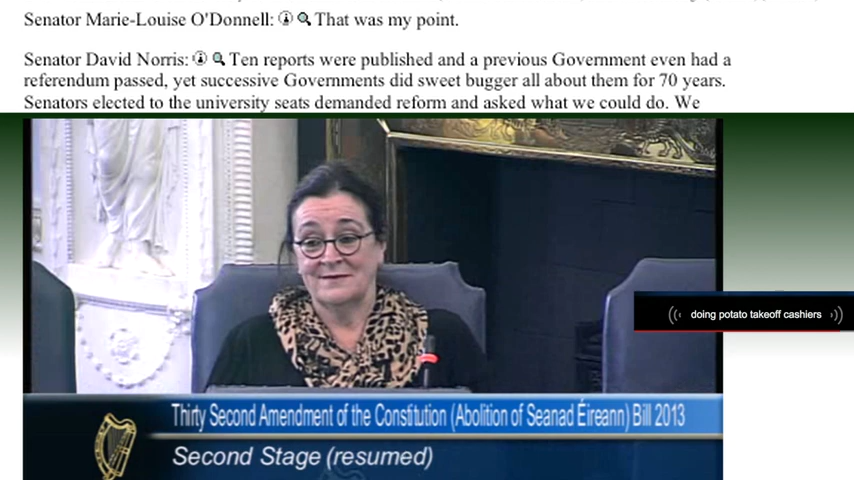 Senator Marie-Louise O'Donnell: That was my point.
Senator David Norris: Ten reports were published and a previous Government even had a
referendum passed, yet successive Governments did sweet bugger all about them for 70 years.
Senators elected to the university seats demanded reform and asked what we could do. We
doing potato takeoff cashiers
Thirty Second Amendment of the Constitution (Abolition of Seanad Éireann) Bill 2013
Second Stage (resumed)